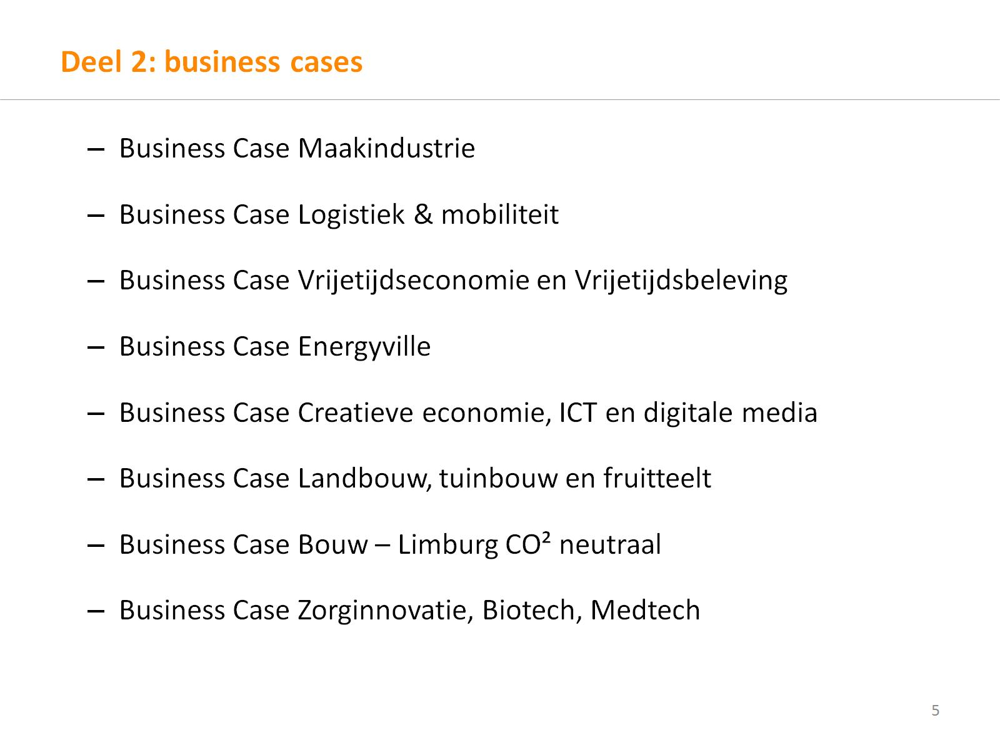 Deel 2: business cases
– Business Case Maakindustrie
– Business Case Logistiek & mobiliteit
– Business Case Vrijetijdseconomie en Vrijetijdsbeleving
– Business Case Energyville
– Business Case Creatieve economie, ICT en digitale media
– Business Case Landbouw, tuinbouw en fruitteelt
– Business Case Bouw – Limburg CO² neutraal
– Business Case Zorginnovatie, Biotech, Medtech
5